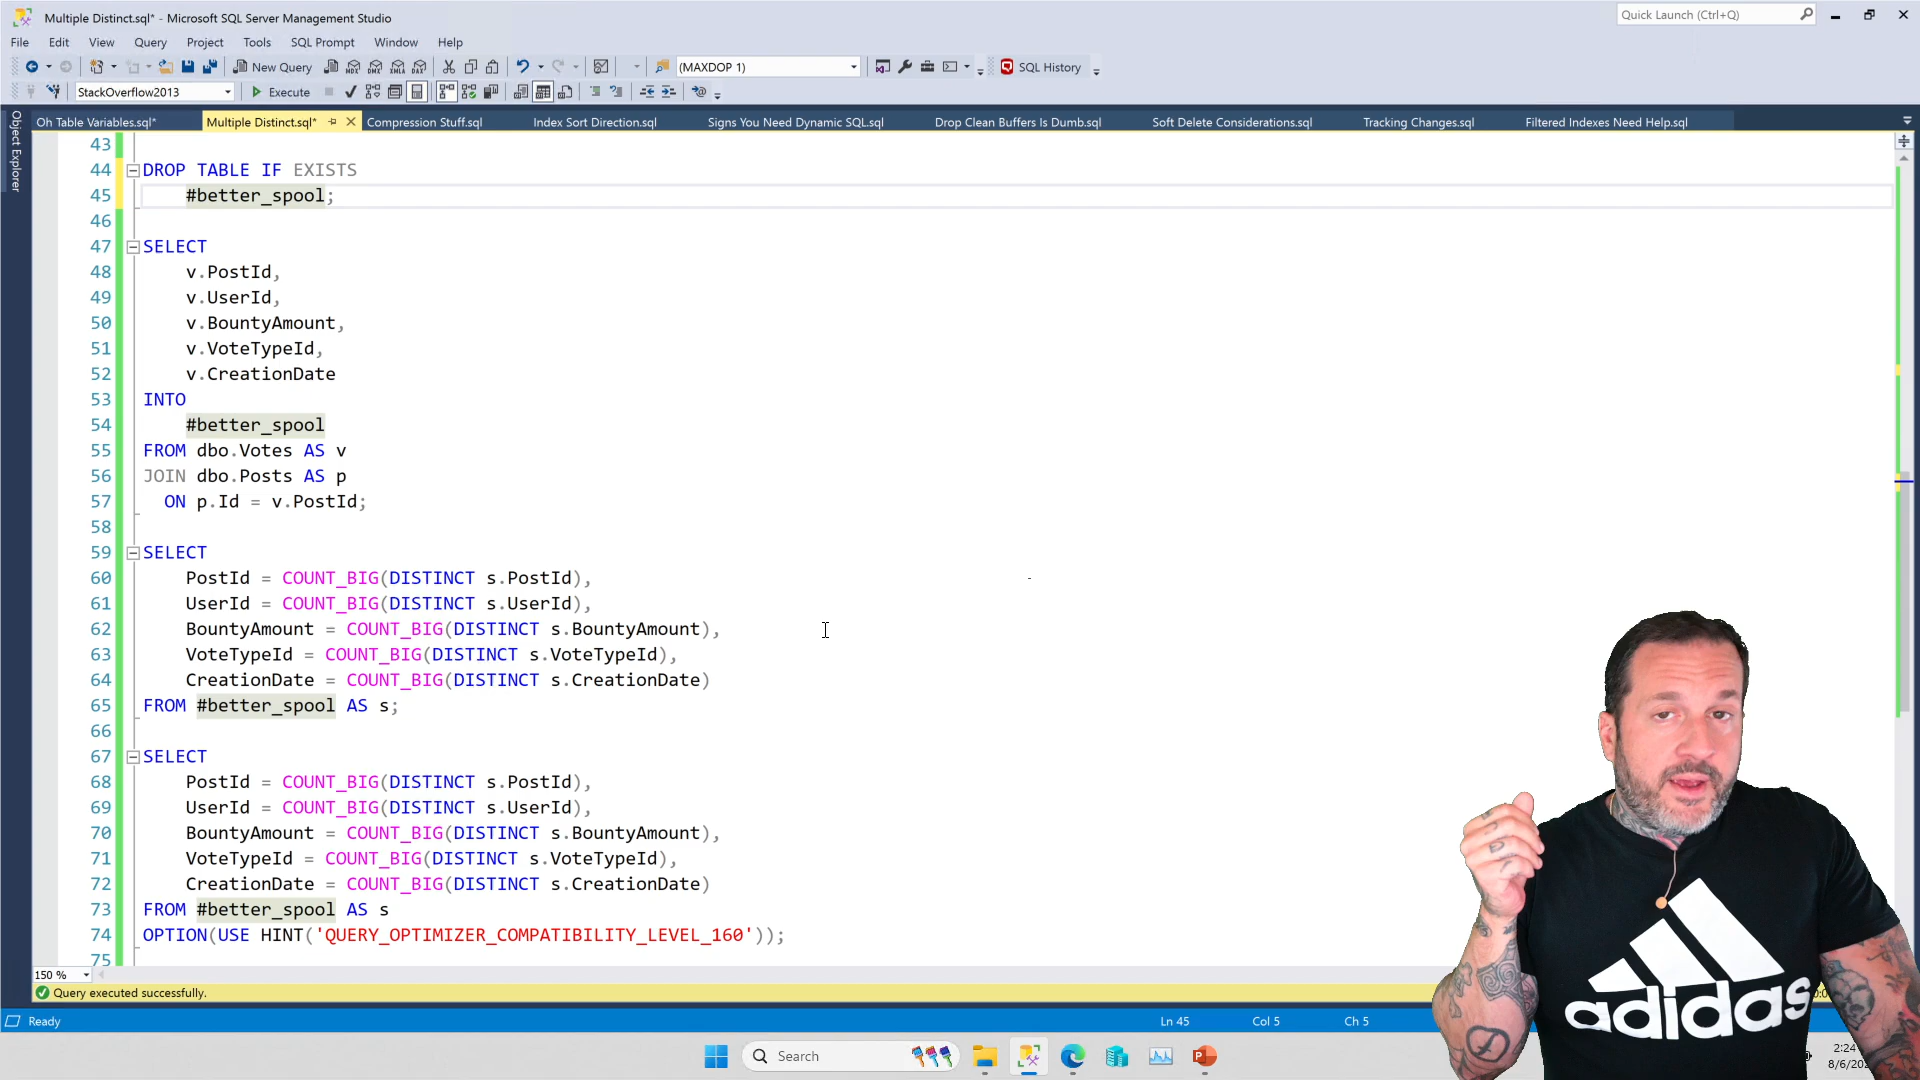 Multiple Distinct.sql* - Microsoft SQL Server Management Studio
Quick Launch (Ctrl+Q)
File Edit View Query Project Tools SQL Prompt Window Help
New Query MDX DMX XMLA DAX (MAXDOP 1) SQL History
StackOverflow2013 Execute
Object Explorer
Oh Table Variables.sql* Multiple Distinct.sql* Compression Stuff.sql Index Sort Direction.sql Signs You Need Dynamic SQL.sql Drop Clean Buffers Is Dumb.sql Soft Delete Considerations.sql Tracking Changes.sql Filtered Indexes Need Help.sql
43
44 DROP TABLE IF EXISTS
45 #better_spool;
46
47 SELECT
48 v.PostId,
49 v.UserId,
50 v.BountyAmount,
51 v.VoteTypeId,
52 v.CreationDate
53 INTO
54 #better_spool
55 FROM dbo.Votes AS v
56 JOIN dbo.Posts AS p
57 ON p.Id = v.PostId;
58
59 SELECT
60 PostId = COUNT_BIG(DISTINCT s.PostId),
61 UserId = COUNT_BIG(DISTINCT s.UserId),
62 BountyAmount = COUNT_BIG(DISTINCT s.BountyAmount),
63 VoteTypeId = COUNT_BIG(DISTINCT s.VoteTypeId),
64 CreationDate = COUNT_BIG(DISTINCT s.CreationDate)
65 FROM #better_spool AS s;
66
67 SELECT
68 PostId = COUNT_BIG(DISTINCT s.PostId),
69 UserId = COUNT_BIG(DISTINCT s.UserId),
70 BountyAmount = COUNT_BIG(DISTINCT s.BountyAmount),
71 VoteTypeId = COUNT_BIG(DISTINCT s.VoteTypeId),
72 CreationDate = COUNT_BIG(DISTINCT s.CreationDate)
73 FROM #better_spool AS s
74 OPTION(USE HINT('QUERY_OPTIMIZER_COMPATIBILITY_LEVEL_160'));
75
150 %
Query executed successfully.
Ready Ln 45 Col 5 Ch 5
adidas
Search
2:24
8/6/20